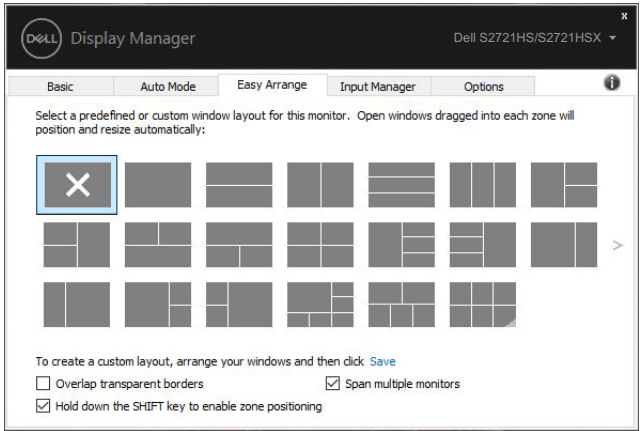 x
DELL Display Manager Dell S2721HS/S2721HSX
Basic Auto Mode Easy Arrange Input Manager Options i
Select a predefined or custom window layout for this monitor. Open windows dragged into each zone will
position and resize automatically:
>
To create a custom layout, arrange your windows and then click Save
Overlap transparent borders Span multiple monitors
Hold down the SHIFT key to enable zone positioning